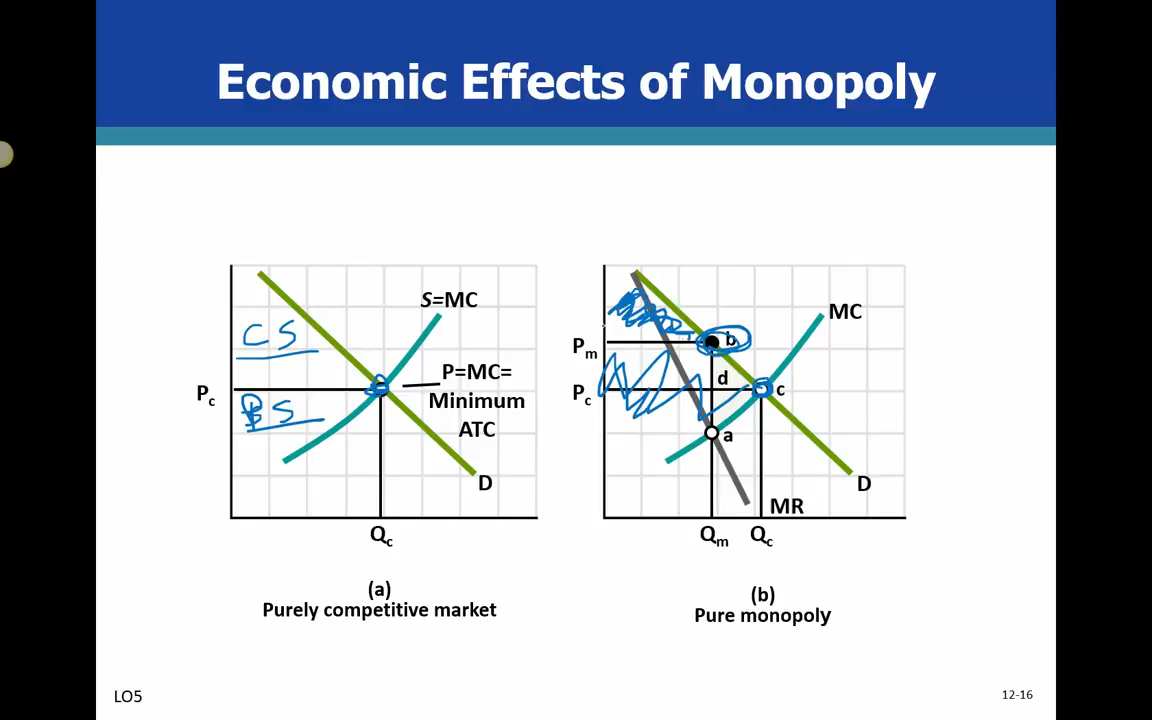 Economic Effects of Monopoly
S=MC
CS
P=MC=
Minimum
ATC
Pc
PS
D
Qc
(a)
Purely competitive market
MC
Pm
b
d
Pc
c
a
D
MR
Qm Qc
(b)
Pure monopoly
LO5
12-16